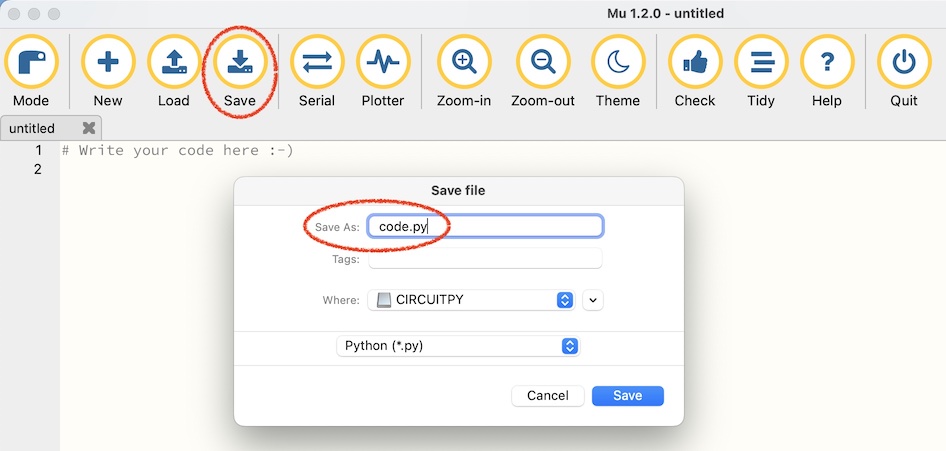 Mu 1.2.0 - untitled
Mode New Load Save Serial Plotter Zoom-in Zoom-out Theme Check Tidy ? Help Quit
untitled
1 # Write your code here :-)
2
Save file
Save As: code.py
Tags:
Where: CIRCUITPY
Python (*.py)
Cancel Save